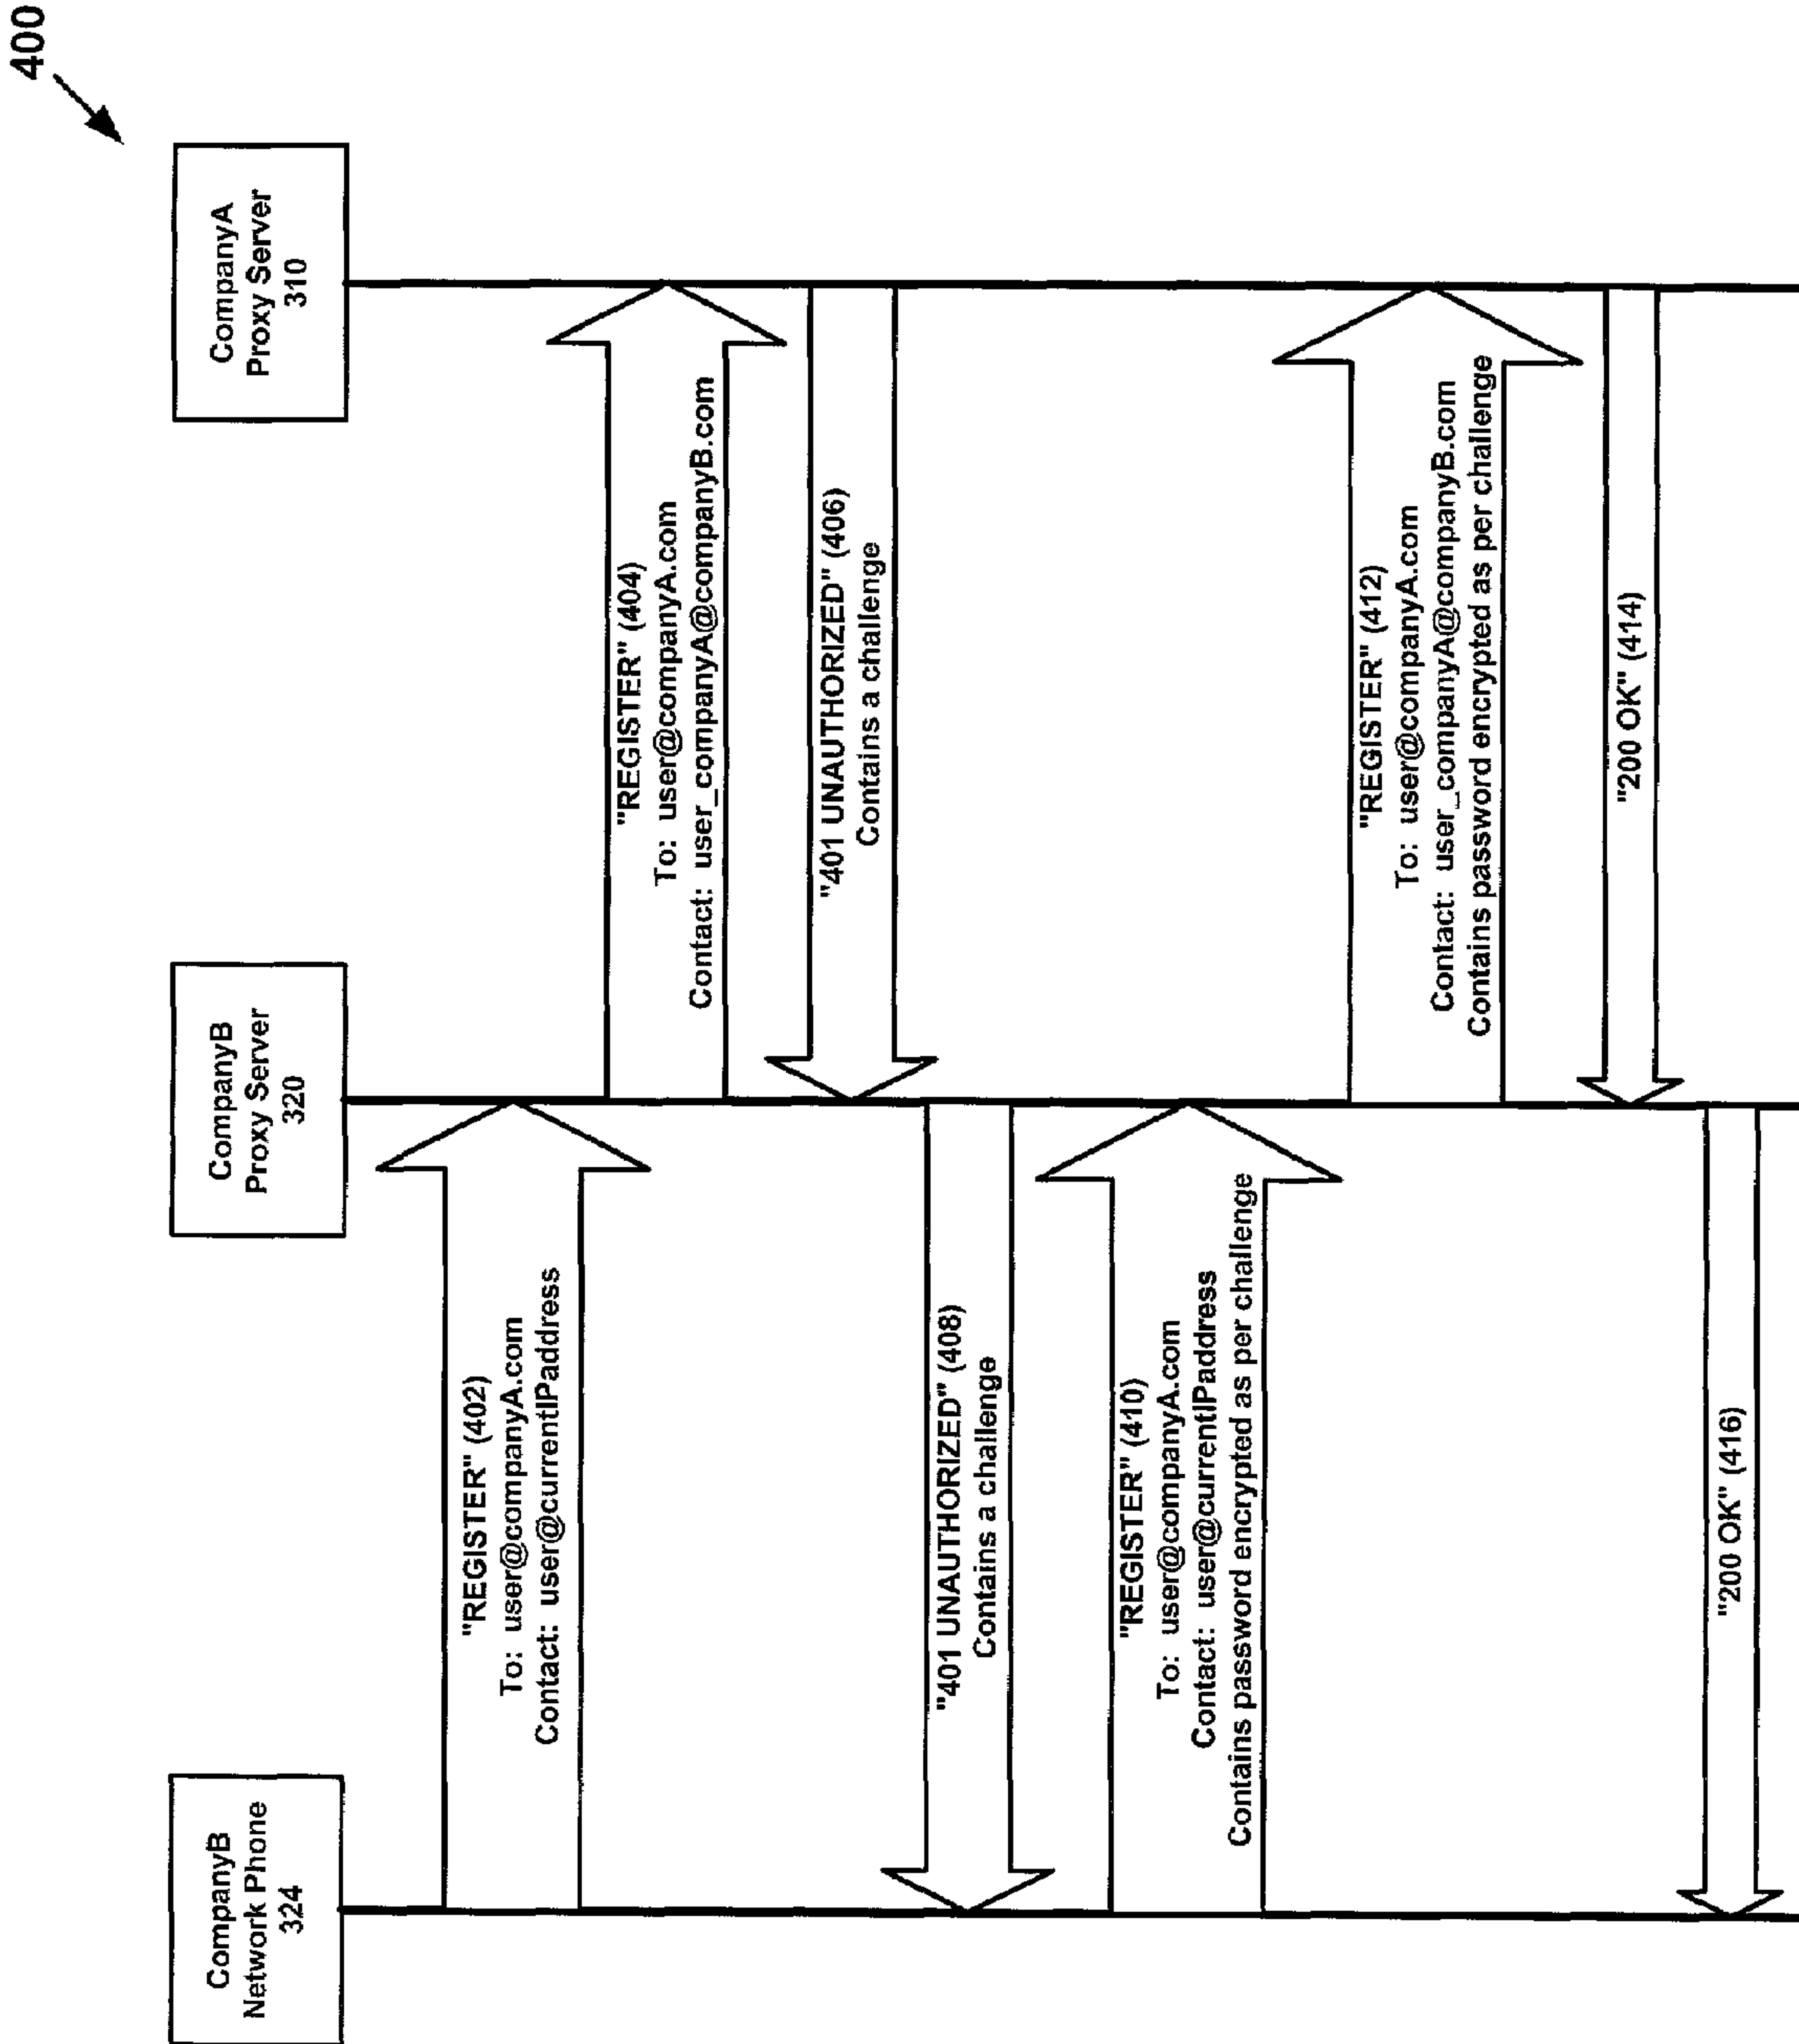 400
CompanyB
Network Phone
324
CompanyB
Proxy Server
320
CompanyA
Proxy Server
310
"REGISTER" (402)
To: user@companyA.com
Contact: user@currentIPaddress
"REGISTER" (404)
To: user@companyA.com
Contact: user_companyA@companyB.com
"401 UNAUTHORIZED" (406)
Contains a challenge
"401 UNAUTHORIZED" (408)
Contains a challenge
"REGISTER" (410)
To: user@companyA.com
Contact: user@currentIPaddress
Contains password encrypted as per challenge
"REGISTER" (412)
To: user@companyA.com
Contact: user_companyA@companyB.com
Contains password encrypted as per challenge
"200 OK" (414)
"200 OK" (416)